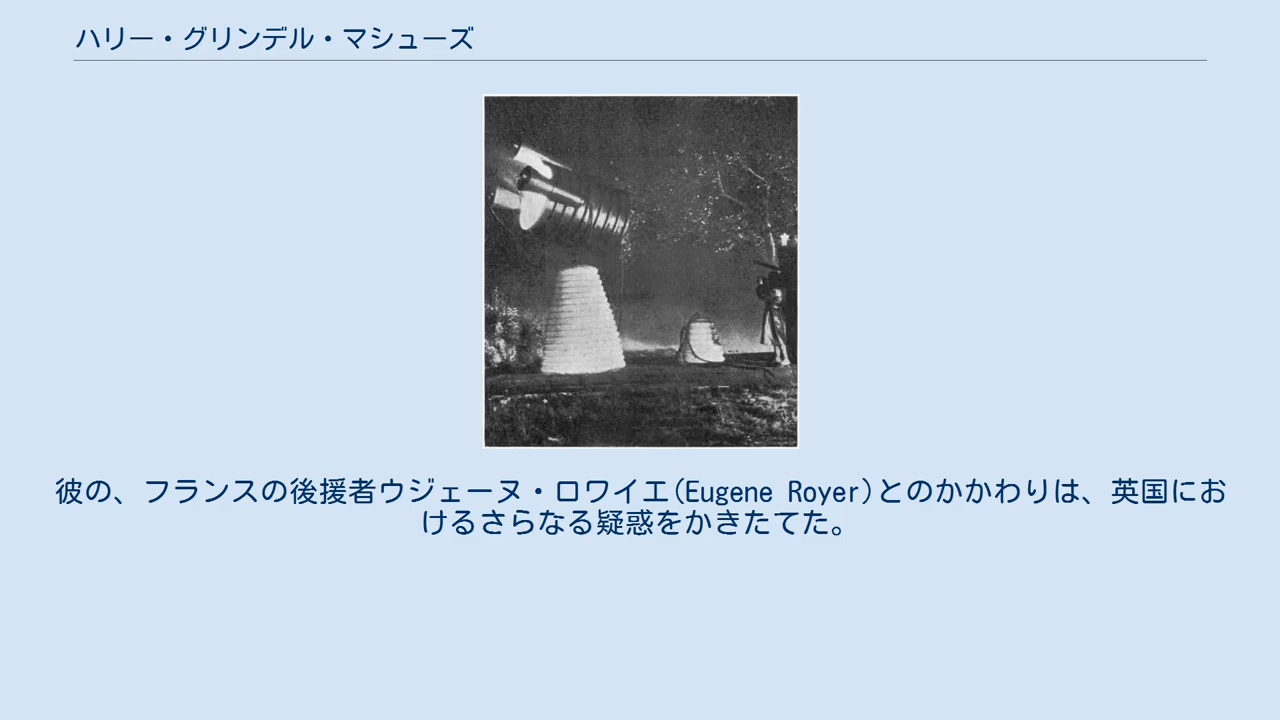 ハリー・グリンデル・マシューズ
彼の、フランスの後援者ウジェーヌ・ロワイエ(Eugene Royer)とのかかわりは、英国にお
けるさらなる疑惑をかきたてた。